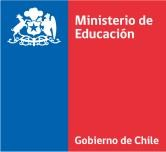 Ministerio de
Educación
Gobierno de Chile